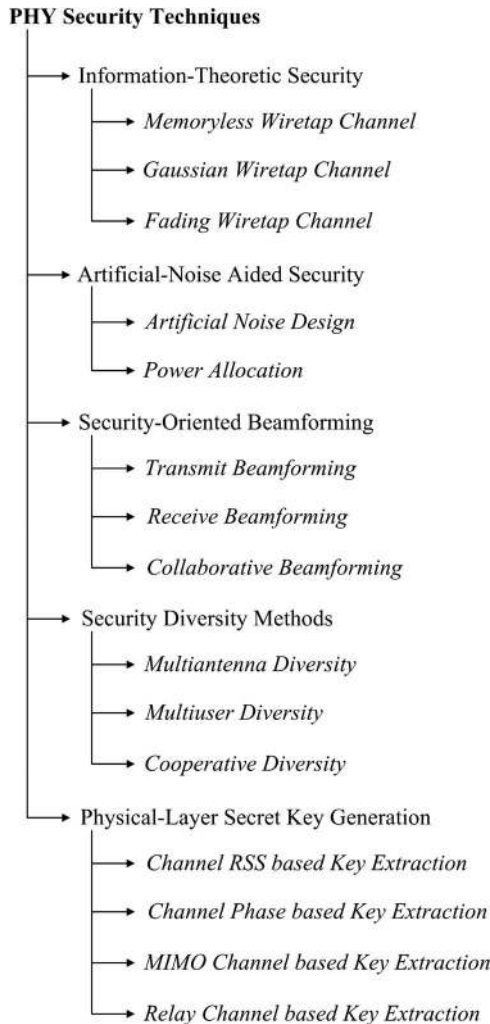 PHY Security Techniques
Information-Theoretic Security
Memoryless Wiretap Channel
Gaussian Wiretap Channel
Fading Wiretap Channel
Artificial-Noise Aided Security
Artificial Noise Design
Power Allocation
Security-Oriented Beamforming
Transmit Beamforming
Receive Beamforming
Collaborative Beamforming
Security Diversity Methods
Multiantenna Diversity
Multiuser Diversity
Cooperative Diversity
Physical-Layer Secret Key Generation
Channel RSS based Key Extraction
Channel Phase based Key Extraction
MIMO Channel based Key Extraction
Relay Channel based Key Extraction